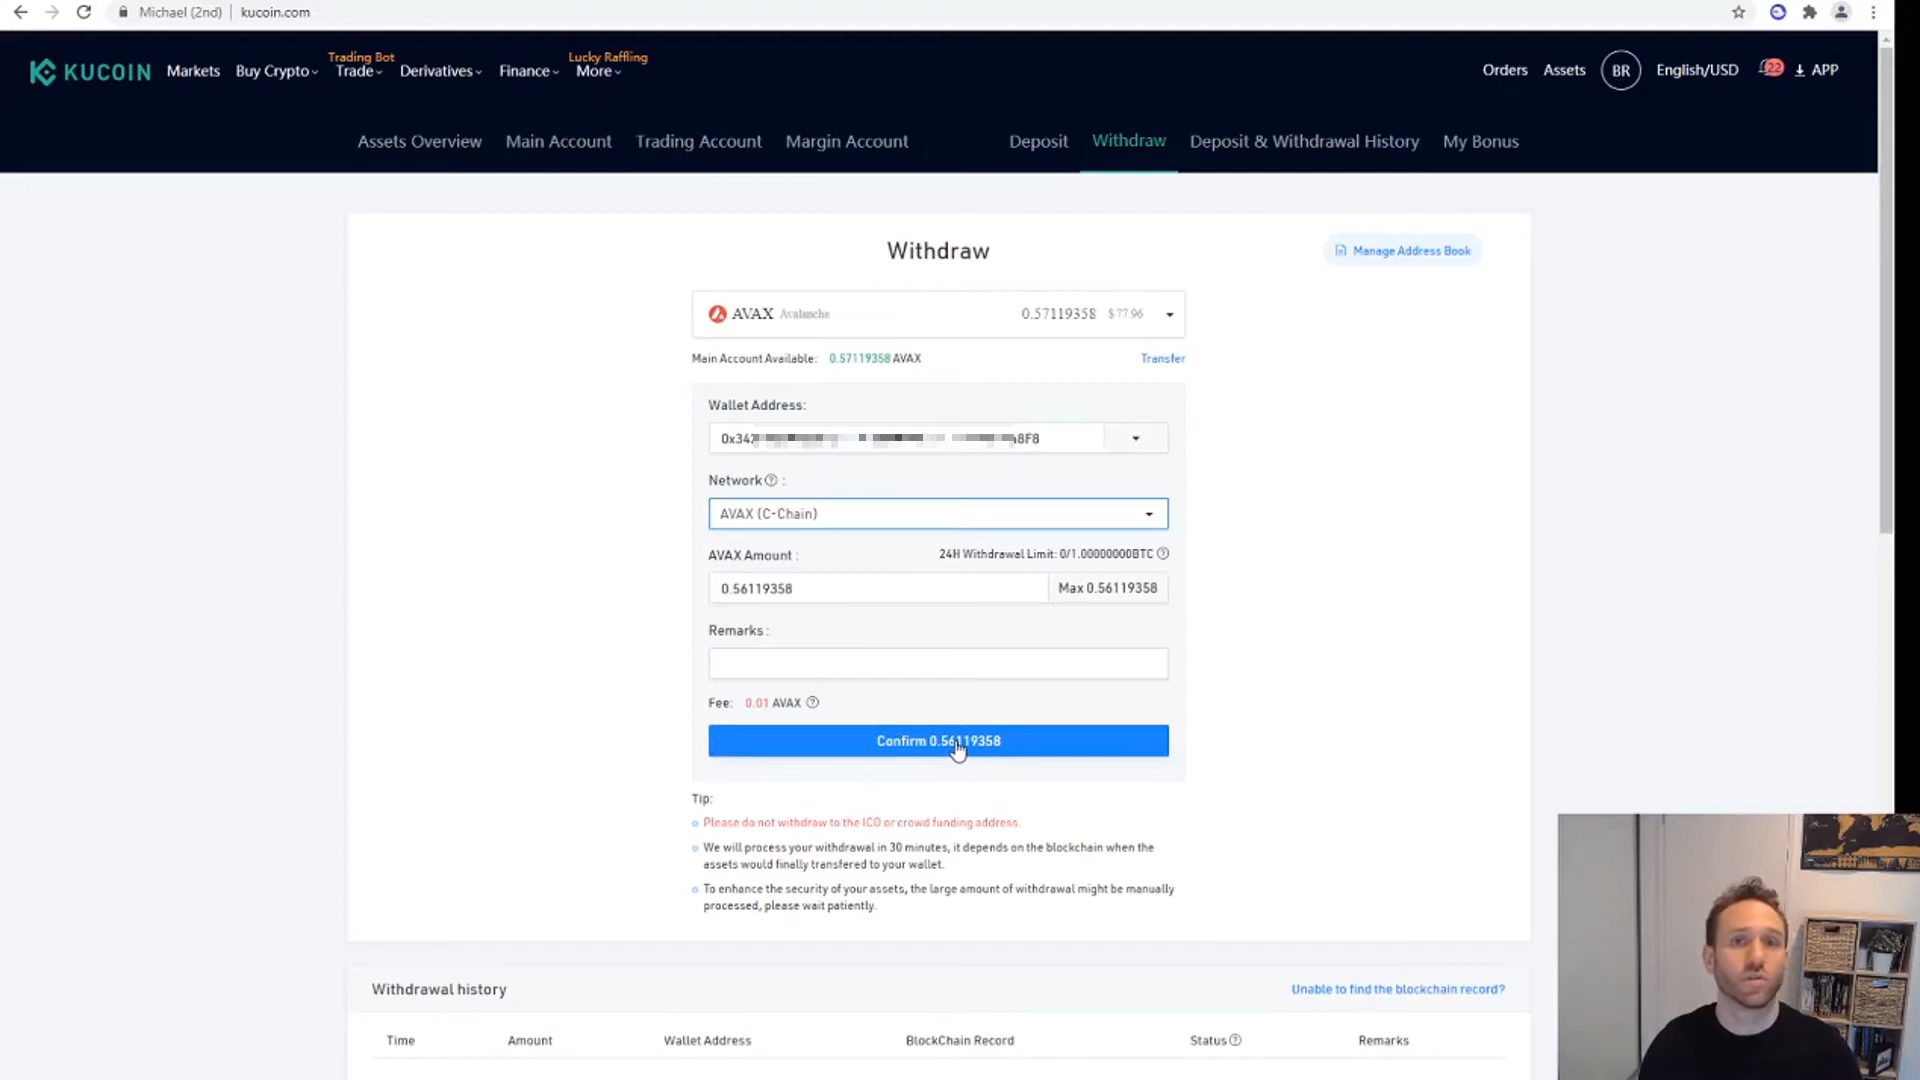 Michael (2nd) kucoin.com
KUCOIN Markets Buy Crypto Trading Bot Trade Derivatives Finance Lucky Raffling More Orders Assets BR English/USD 22 APP
Assets Overview Main Account Trading Account Margin Account Deposit Withdraw Deposit & Withdrawal History My Bonus
Withdraw
Manage Address Book
AVAX Avalanche 0.57119358 $77.96
Main Account Available: 0.57119358 AVAX Transfer
Wallet Address:
0x342 A8F8
Network ? :
AVAX (C-Chain)
AVAX Amount : 24H Withdrawal Limit: 0/1.00000000BTC ?
0.56119358 Max 0.56119358
Remarks :
Fee: 0.01 AVAX ?
Confirm 0.56119358
Tip:
Please do not withdraw to the ICO or crowd funding address.
We will process your withdrawal in 30 minutes, it depends on the blockchain when the
assets would finally transfered to your wallet.
To enhance the security of your assets, the large amount of withdrawal might be manually
processed, please wait patiently.
Withdrawal history Unable to find the blockchain record?
Time Amount Wallet Address BlockChain Record Status ? Remarks